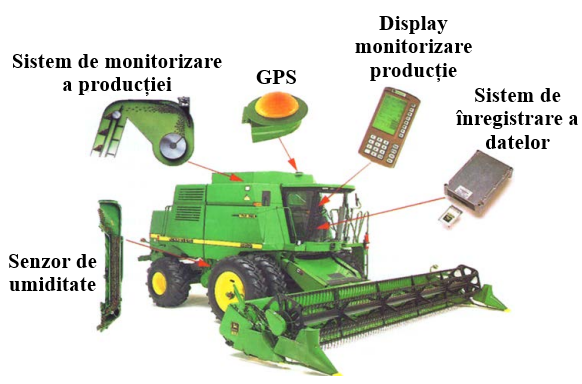 Sistem de monitorizare
a producției
GPS
Display
monitorizare
producție
Sistem de
înregistrare a
datelor
Senzor de
umiditate